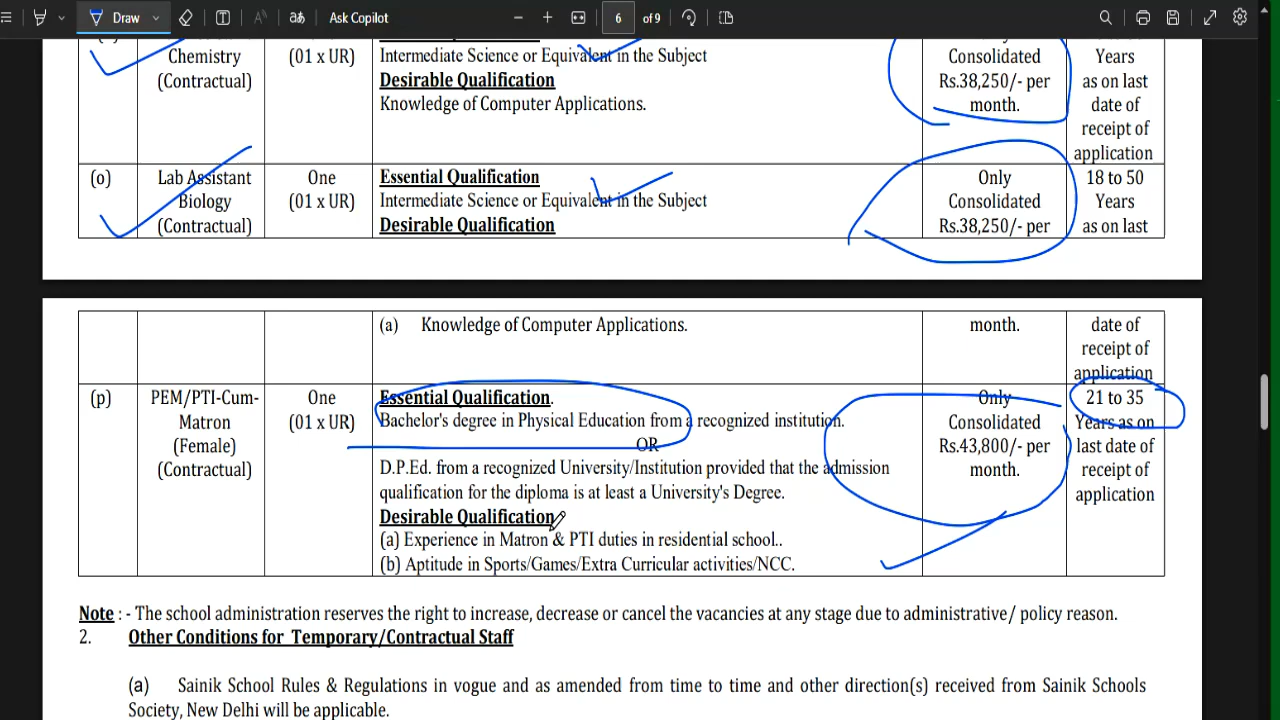 Draw
Ask Copilot
6 of 9
Chemistry (01 x UR) Intermediate Science or Equivalent in the Subject Consolidated Years
(Contractual) Desirable Qualification Rs.38,250/- per as on last
Knowledge of Computer Applications. month. date of
receipt of
application
(o) Lab Assistant One Essential Qualification Only 18 to 50
Biology (01 x UR) Intermediate Science or Equivalent in the Subject Consolidated Years
(Contractual) Desirable Qualification Rs.38,250/- per as on last
(a) Knowledge of Computer Applications. month. date of
receipt of
application
(p) PEM/PTI-Cum- One Essential Qualification. Only 21 to 35
Matron (01 x UR) Bachelor's degree in Physical Education from a recognized institution. Consolidated Years as on
(Female) OR Rs.43,800/- per last date of
(Contractual) D.P.Ed. from a recognized University/Institution provided that the admission month. receipt of
qualification for the diploma is at least a University's Degree. application
Desirable Qualification
(a) Experience in Matron & PTI duties in residential school..
(b) Aptitude in Sports/Games/Extra Curricular activities/NCC.
Note : - The school administration reserves the right to increase, decrease or cancel the vacancies at any stage due to administrative/ policy reason.
2. Other Conditions for Temporary/Contractual Staff
(a) Sainik School Rules & Regulations in vogue and as amended from time to time and other direction(s) received from Sainik Schools
Society, New Delhi will be applicable.